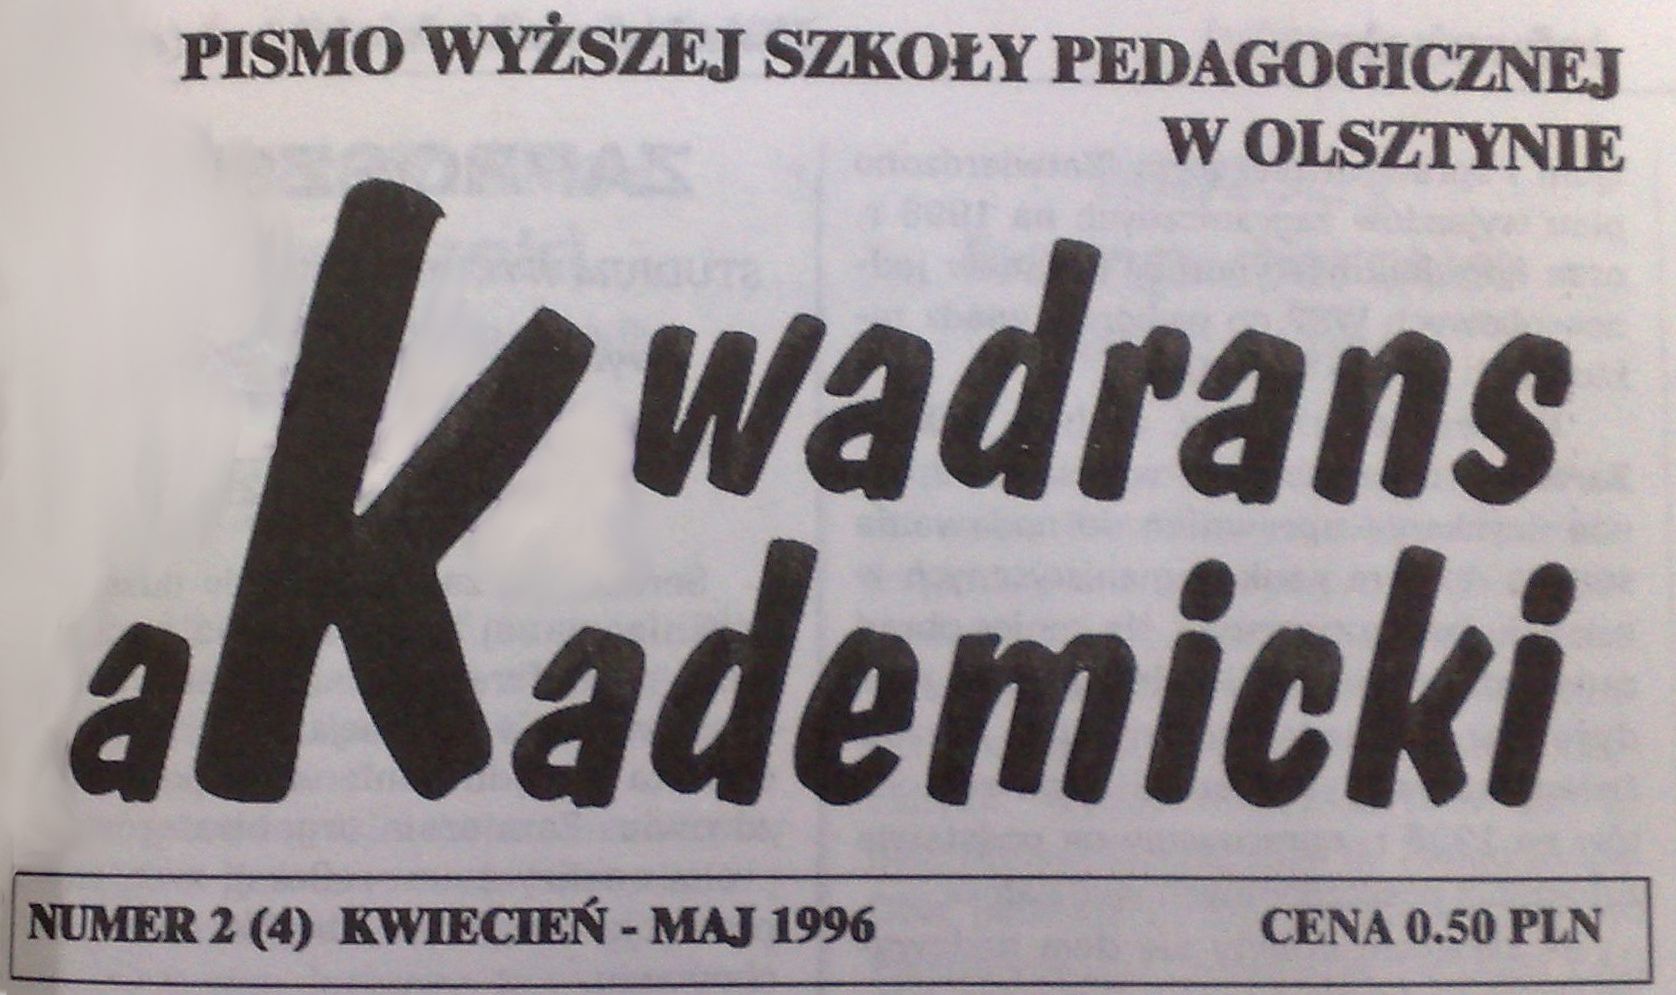 PISMO WYŻSZEJ SZKOŁY PEDAGOGICZNEJ
W OLSZTYNIE
Kwadrans
aKademicki
NUMER 2 (4) KWIECIEŃ - MAJ 1996 CENA 0.50 PLN